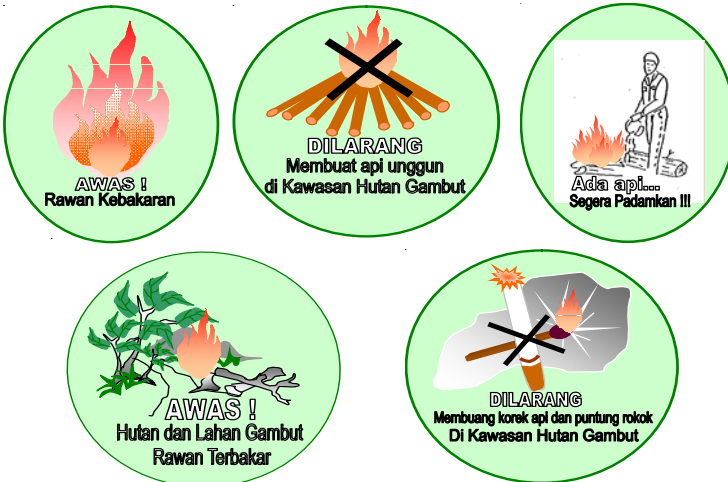 AWAS !
Rawan Kebakaran
DILARANG
Membuat api unggun
di Kawasan Hutan Gambut
Ada api...
Segera Padamkan !!!
AWAS !
Hutan dan Lahan Gambut
Rawan Terbakar
DILARANG
Membuang korek api dan puntung rokok
Di Kawasan Hutan Gambut